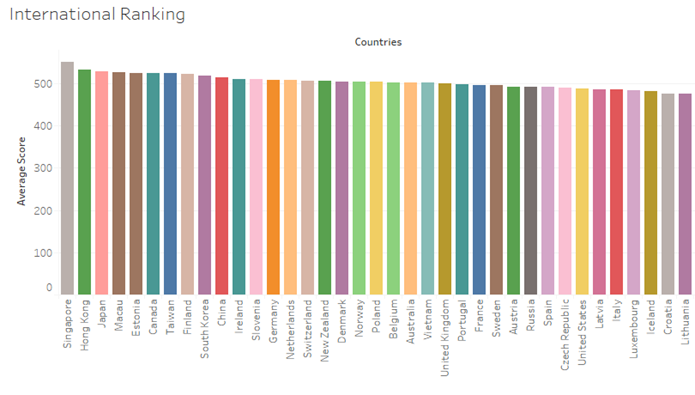 International Ranking
Countries
Average Score
500
400
300
200
100
0
Singapore
Hong Kong
Japan
Macau
Estonia
Canada
Taiwan
Finland
South Korea
China
Ireland
Slovenia
Germany
Netherlands
Switzerland
New Zealand
Denmark
Norway
Poland
Belgium
Australia
Vietnam
United Kingdom
Portugal
France
Sweden
Austria
Russia
Spain
Czech Republic
United States
Latvia
Italy
Luxembourg
Iceland
Croatia
Lithuania